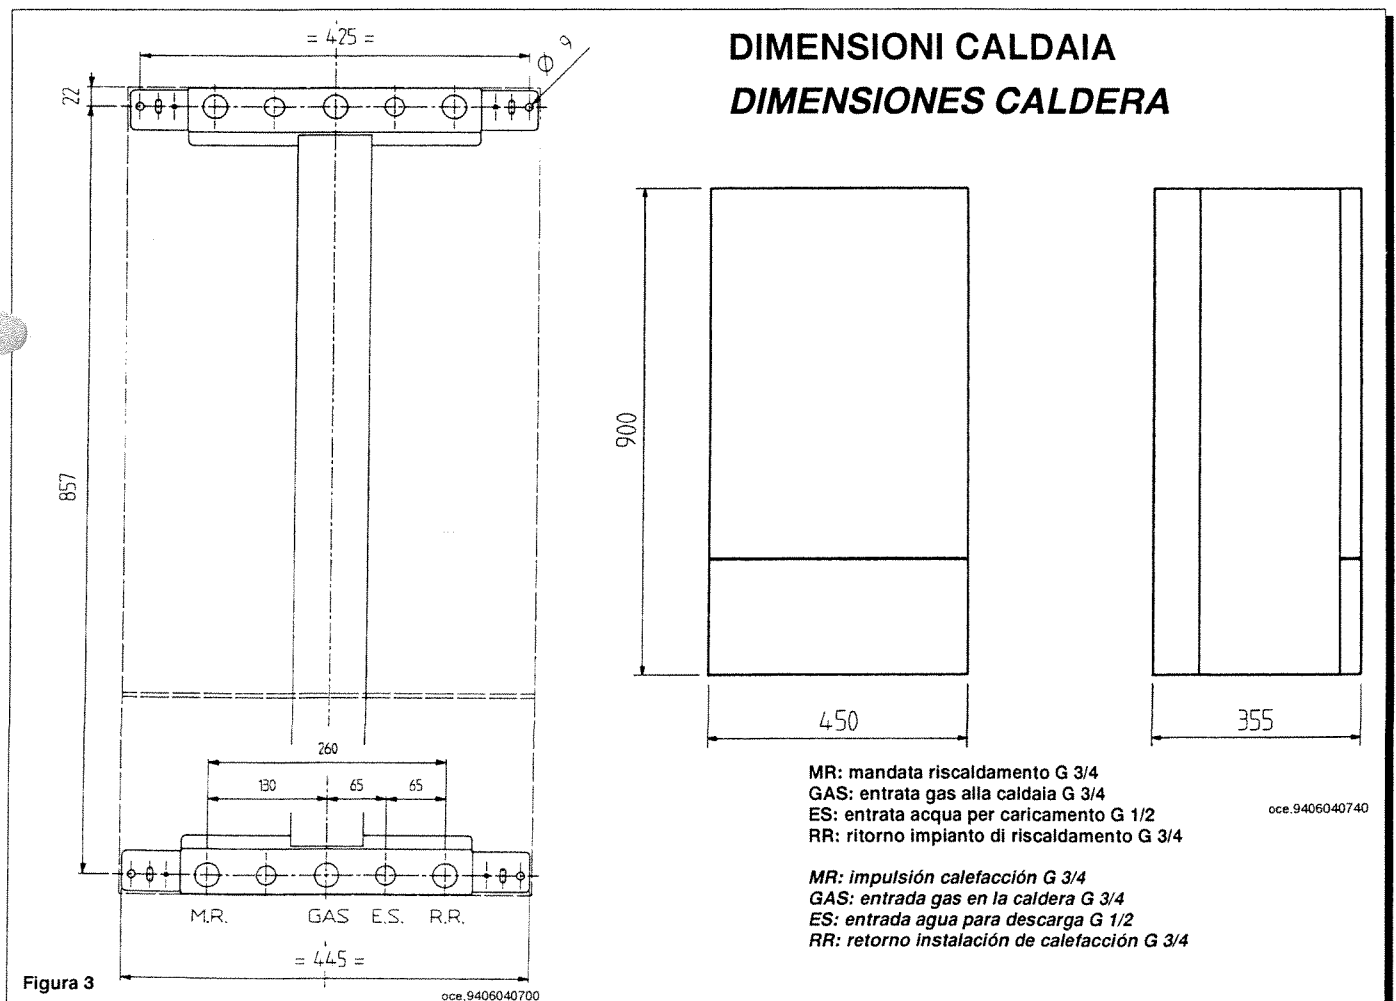 DIMENSIONI CALDAIA
DIMENSIONES CALDERA
= 425 =
Ø 9
22
857
260
130
65
65
M.R.
GAS
E.S.
R.R.
= 445 =
Figura 3
oce.9406040700
900
450
355
MR: mandata riscaldamento G 3/4
GAS: entrata gas alla caldaia G 3/4
ES: entrata acqua per caricamento G 1/2
RR: ritorno impianto di riscaldamento G 3/4
oce.9406040740
MR: impulsión calefacción G 3/4
GAS: entrada gas en la caldera G 3/4
ES: entrada agua para descarga G 1/2
RR: retorno instalación de calefacción G 3/4